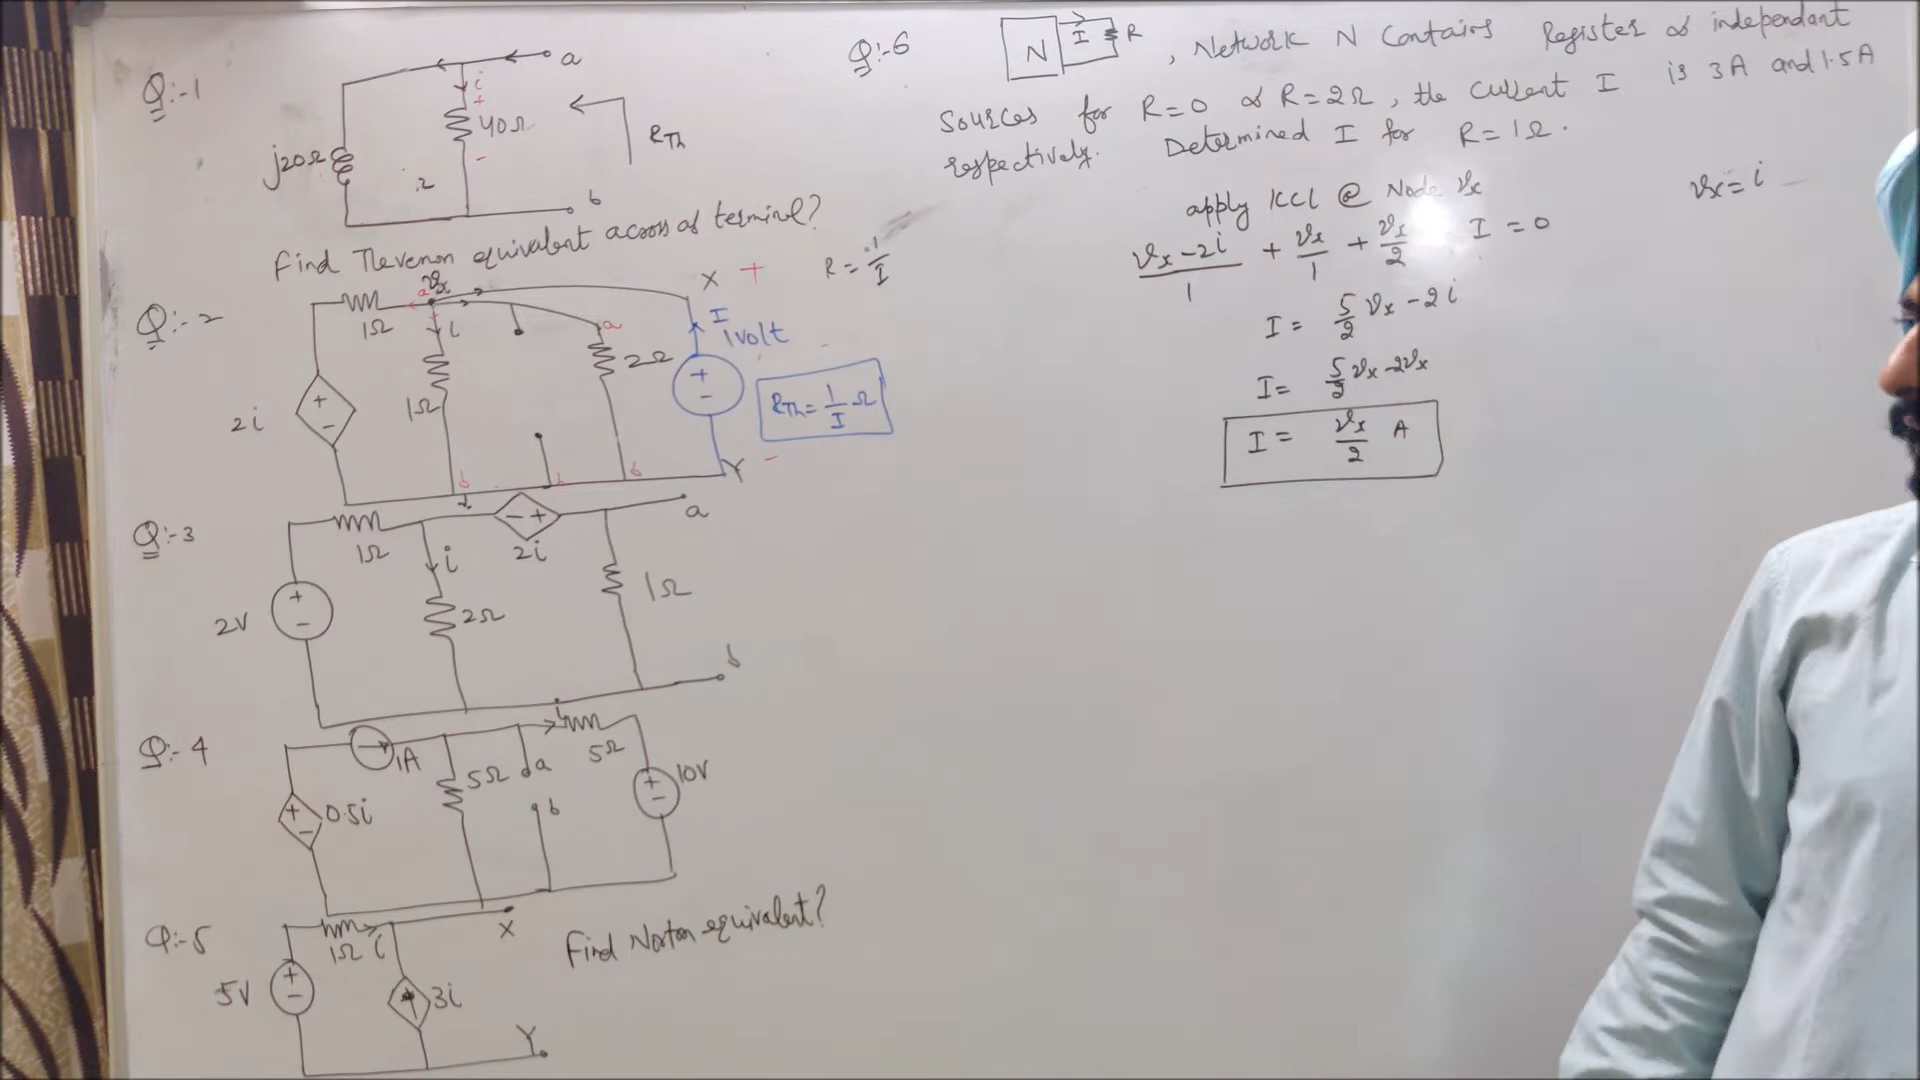 Q:-1
a
i
+
40Ω
-
j20Ω
RTh
b
Find Thevenon equivalent across ab terminal?
Q:-2
1Ω
a
vx
i
1Ω
2i
+
-
a
2Ω
b
b
b
X +
I
1volt
+
-
Y -
R = 1/I
RTh = 1/I Ω
Q:-3
1Ω
2V
+
-
i
2Ω
- +
2i
1Ω
a
b
Q:-4
1A
+
-
0.5i
5Ω
a
b
i
5Ω
+
-
10V
Q:-5
1Ω i
5V
+
-
3i
X
Y
Find Norton equivalent?
Q:-6
N
I
R
, Network N Contains Register & independant
Sources for R=0 & R=2Ω, the current I is 3A and 1.5A
respectively. Determined I for R=1Ω.
apply KCL @ Node vx
vx = i
vx-2i/1 + vx/1 + vx/2 I = 0
I = 5/2 vx - 2i
I = 5/2 vx - 2vx
I = vx/2 A